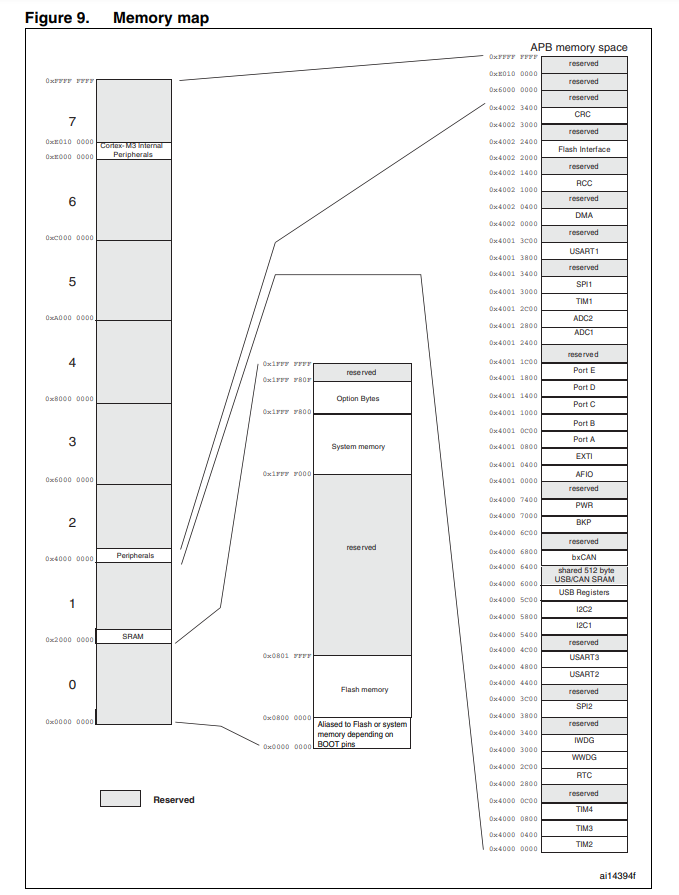 Figure 9. Memory map
APB memory space
0xFFFF FFFF
reserved
0xE010 0000
reserved
0x6000 0000
reserved
0x4002 3400
CRC
0x4002 3000
reserved
0x4002 2400
Flash Interface
0x4002 2000
reserved
0x4002 1400
RCC
0x4002 1000
reserved
0x4002 0400
DMA
0x4002 0000
reserved
0x4001 3C00
USART1
0x4001 3800
reserved
0x4001 3400
SPI1
0x4001 3000
TIM1
0x4001 2C00
ADC2
0x4001 2800
ADC1
0x4001 2400
reserved
0x4001 1C00
Port E
0x4001 1800
Port D
0x4001 1400
Port C
0x4001 1000
Port B
0x4001 0C00
Port A
0x4001 0800
EXTI
0x4001 0400
AFIO
0x4001 0000
reserved
0x4000 7400
PWR
0x4000 7000
BKP
0x4000 6C00
reserved
0x4000 6800
bxCAN
0x4000 6400
shared 512 byte
USB/CAN SRAM
0x4000 6000
USB Registers
0x4000 5C00
I2C2
0x4000 5800
I2C1
0x4000 5400
reserved
0x4000 4C00
USART3
0x4000 4800
USART2
0x4000 4400
reserved
0x4000 3C00
SPI2
0x4000 3800
reserved
0x4000 3400
IWDG
0x4000 3000
WWDG
0x4000 2C00
RTC
0x4000 2800
reserved
0x4000 0C00
TIM4
0x4000 0800
TIM3
0x4000 0400
TIM2
0x4000 0000
0xFFFF FFFF
7
0xE010 0000
Cortex-M3 Internal
Peripherals
0xE000 0000
6
0xC000 0000
5
0xA000 0000
4
0x8000 0000
3
0x6000 0000
2
Peripherals
0x4000 0000
1
SRAM
0x2000 0000
0
0x0000 0000
0x1FFF FFFF
reserved
0x1FFF F80F
Option Bytes
0x1FFF F800
System memory
0x1FFF F000
reserved
0x0801 FFFF
Flash memory
0x0800 0000
Aliased to Flash or system
memory depending on
BOOT pins
0x0000 0000
Reserved
ai14394f